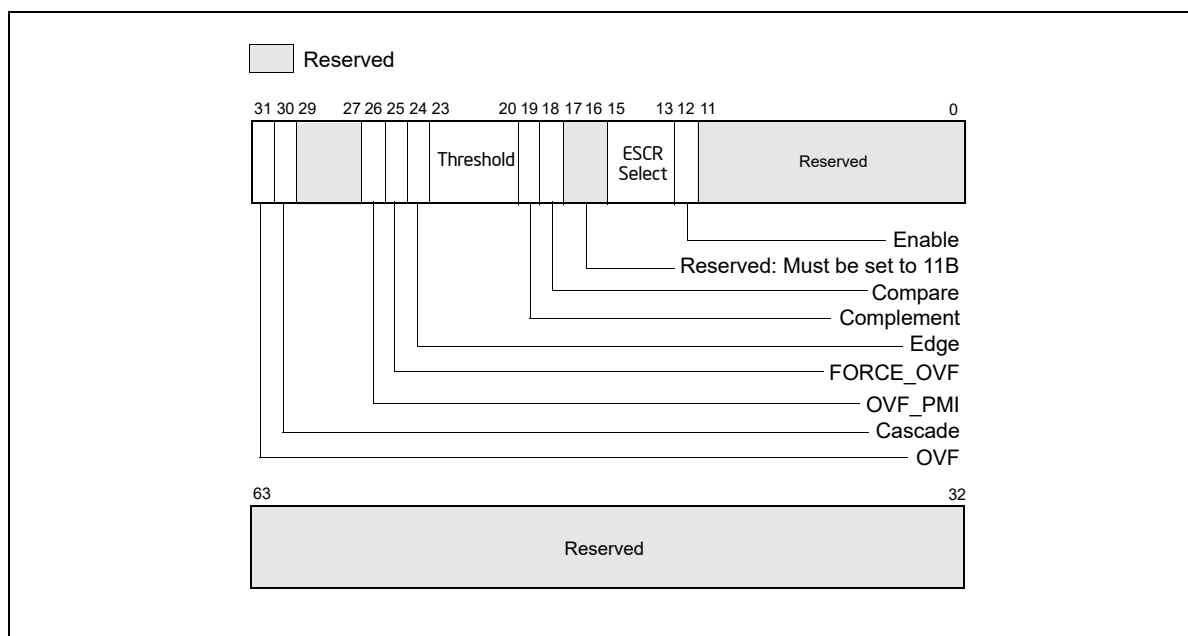 Reserved
31 30 29 27 26 25 24 23 20 19 18 17 16 15 13 12 11 0
Threshold ESCR Reserved
Select
Enable
Reserved: Must be set to 11B
Compare
Complement
Edge
FORCE_OVF
OVF_PMI
Cascade
OVF
63 32
Reserved